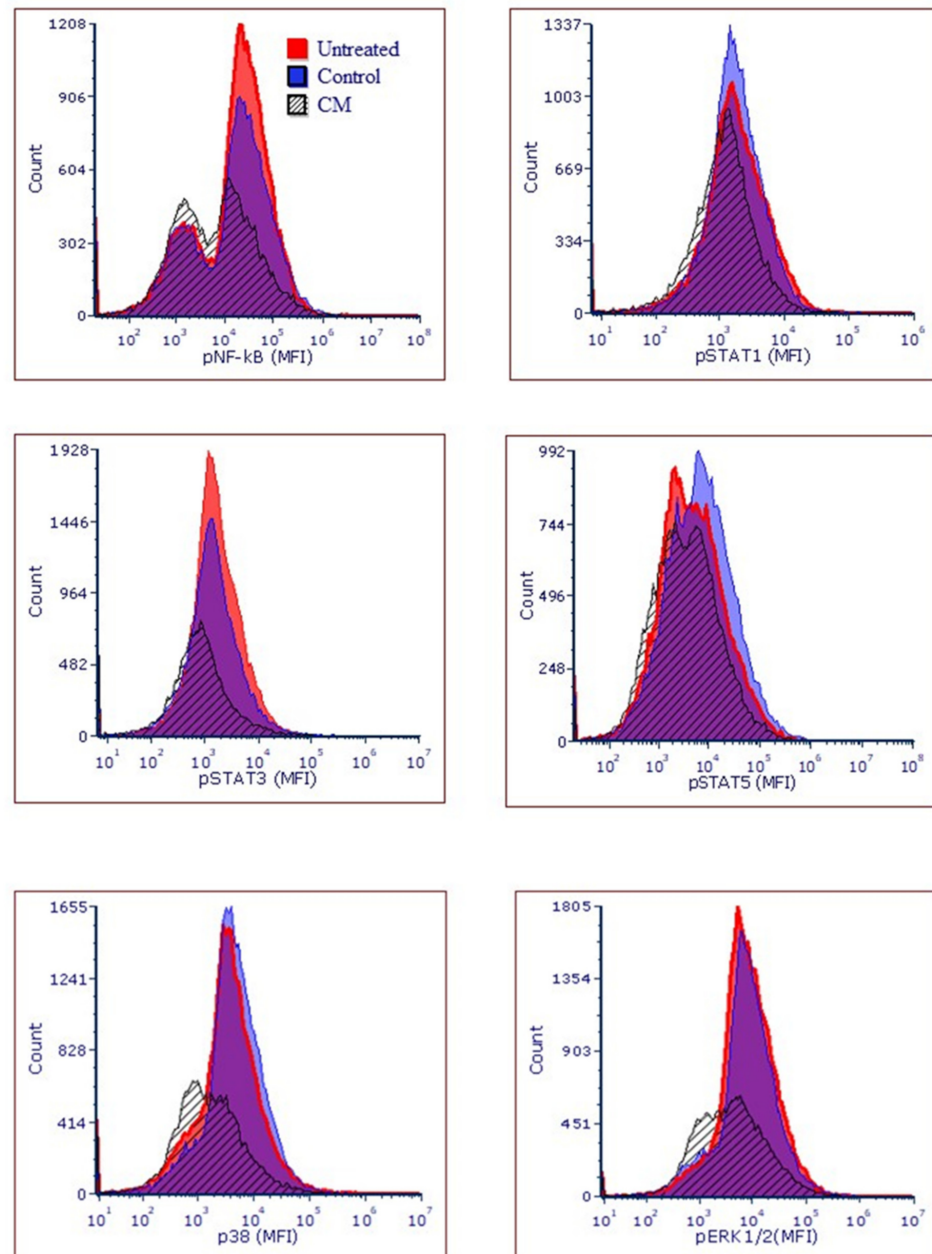 1208
906
604
302
0
Count
Untreated
Control
CM
10² 10³ 10⁴ 10⁵ 10⁶ 10⁷ 10⁸
pNF-kB (MFI)
1337
1003
669
334
0
Count
10¹ 10² 10³ 10⁴ 10⁵ 10⁶
pSTAT1 (MFI)
1928
1446
964
482
0
Count
10¹ 10² 10³ 10⁴ 10⁵ 10⁶ 10⁷
pSTAT3 (MFI)
992
744
496
248
0
Count
10² 10³ 10⁴ 10⁵ 10⁶ 10⁷ 10⁸
pSTAT5 (MFI)
1655
1241
828
414
0
Count
10¹ 10² 10³ 10⁴ 10⁵ 10⁶ 10⁷
p38 (MFI)
1805
1354
903
451
0
Count
10¹ 10² 10³ 10⁴ 10⁵ 10⁶ 10⁷
pERK1/2(MFI)